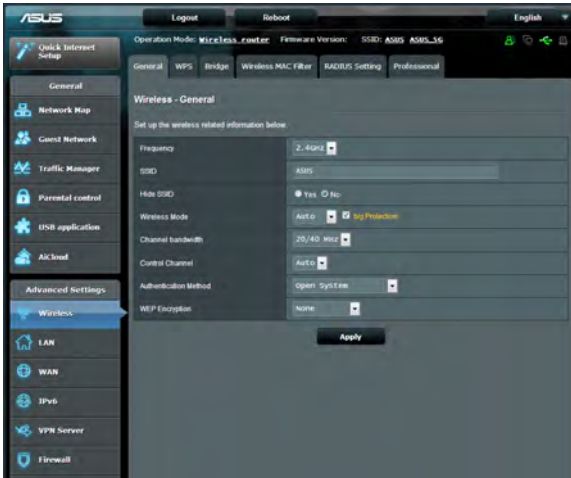 ASUS
Logout
Reboot
English
Quick Internet Setup
Operation Mode: Wireless router Firmware Version: SSID: ASUS ASUS_5G
General
WPS
Bridge
Wireless MAC Filter
RADIUS Setting
Professional
General
Network Map
Guest Network
Traffic Manager
Parental control
USB application
AiCloud
Advanced Settings
Wireless
LAN
WAN
IPv6
VPN Server
Firewall
Wireless - General
Set up the wireless related information below.
Frequency 2.4GHz
SSID ASUS
Hide SSID Yes No
Wireless Mode Auto b/g Protection
Channel bandwidth 20/40 MHz
Control Channel Auto
Authentication Method Open System
WEP Encryption None
Apply